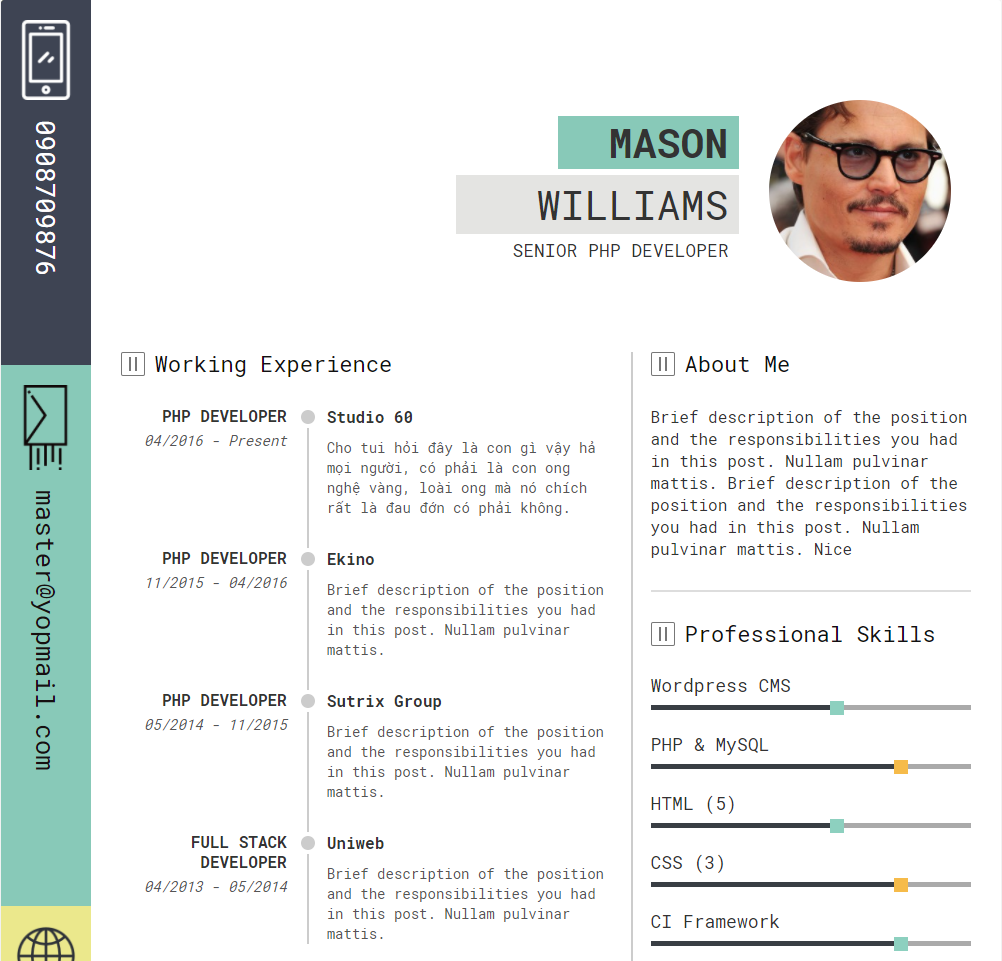 0908709876
master@yopmail.com
MASON
WILLIAMS
SENIOR PHP DEVELOPER
Working Experience
PHP DEVELOPER
04/2016 - Present
Studio 60
Cho tui hỏi đây là con gì vậy hả
mọi người, có phải là con ong
nghệ vàng, loài ong mà nó chích
rất là đau đớn có phải không.
PHP DEVELOPER
11/2015 - 04/2016
Ekino
Brief description of the position
and the responsibilities you had
in this post. Nullam pulvinar
mattis.
PHP DEVELOPER
05/2014 - 11/2015
Sutrix Group
Brief description of the position
and the responsibilities you had
in this post. Nullam pulvinar
mattis.
FULL STACK
DEVELOPER
04/2013 - 05/2014
Uniweb
Brief description of the position
and the responsibilities you had
in this post. Nullam pulvinar
mattis.
About Me
Brief description of the position
and the responsibilities you had
in this post. Nullam pulvinar
mattis. Brief description of the
position and the responsibilities
you had in this post. Nullam
pulvinar mattis. Nice
Professional Skills
Wordpress CMS
PHP & MySQL
HTML (5)
CSS (3)
CI Framework